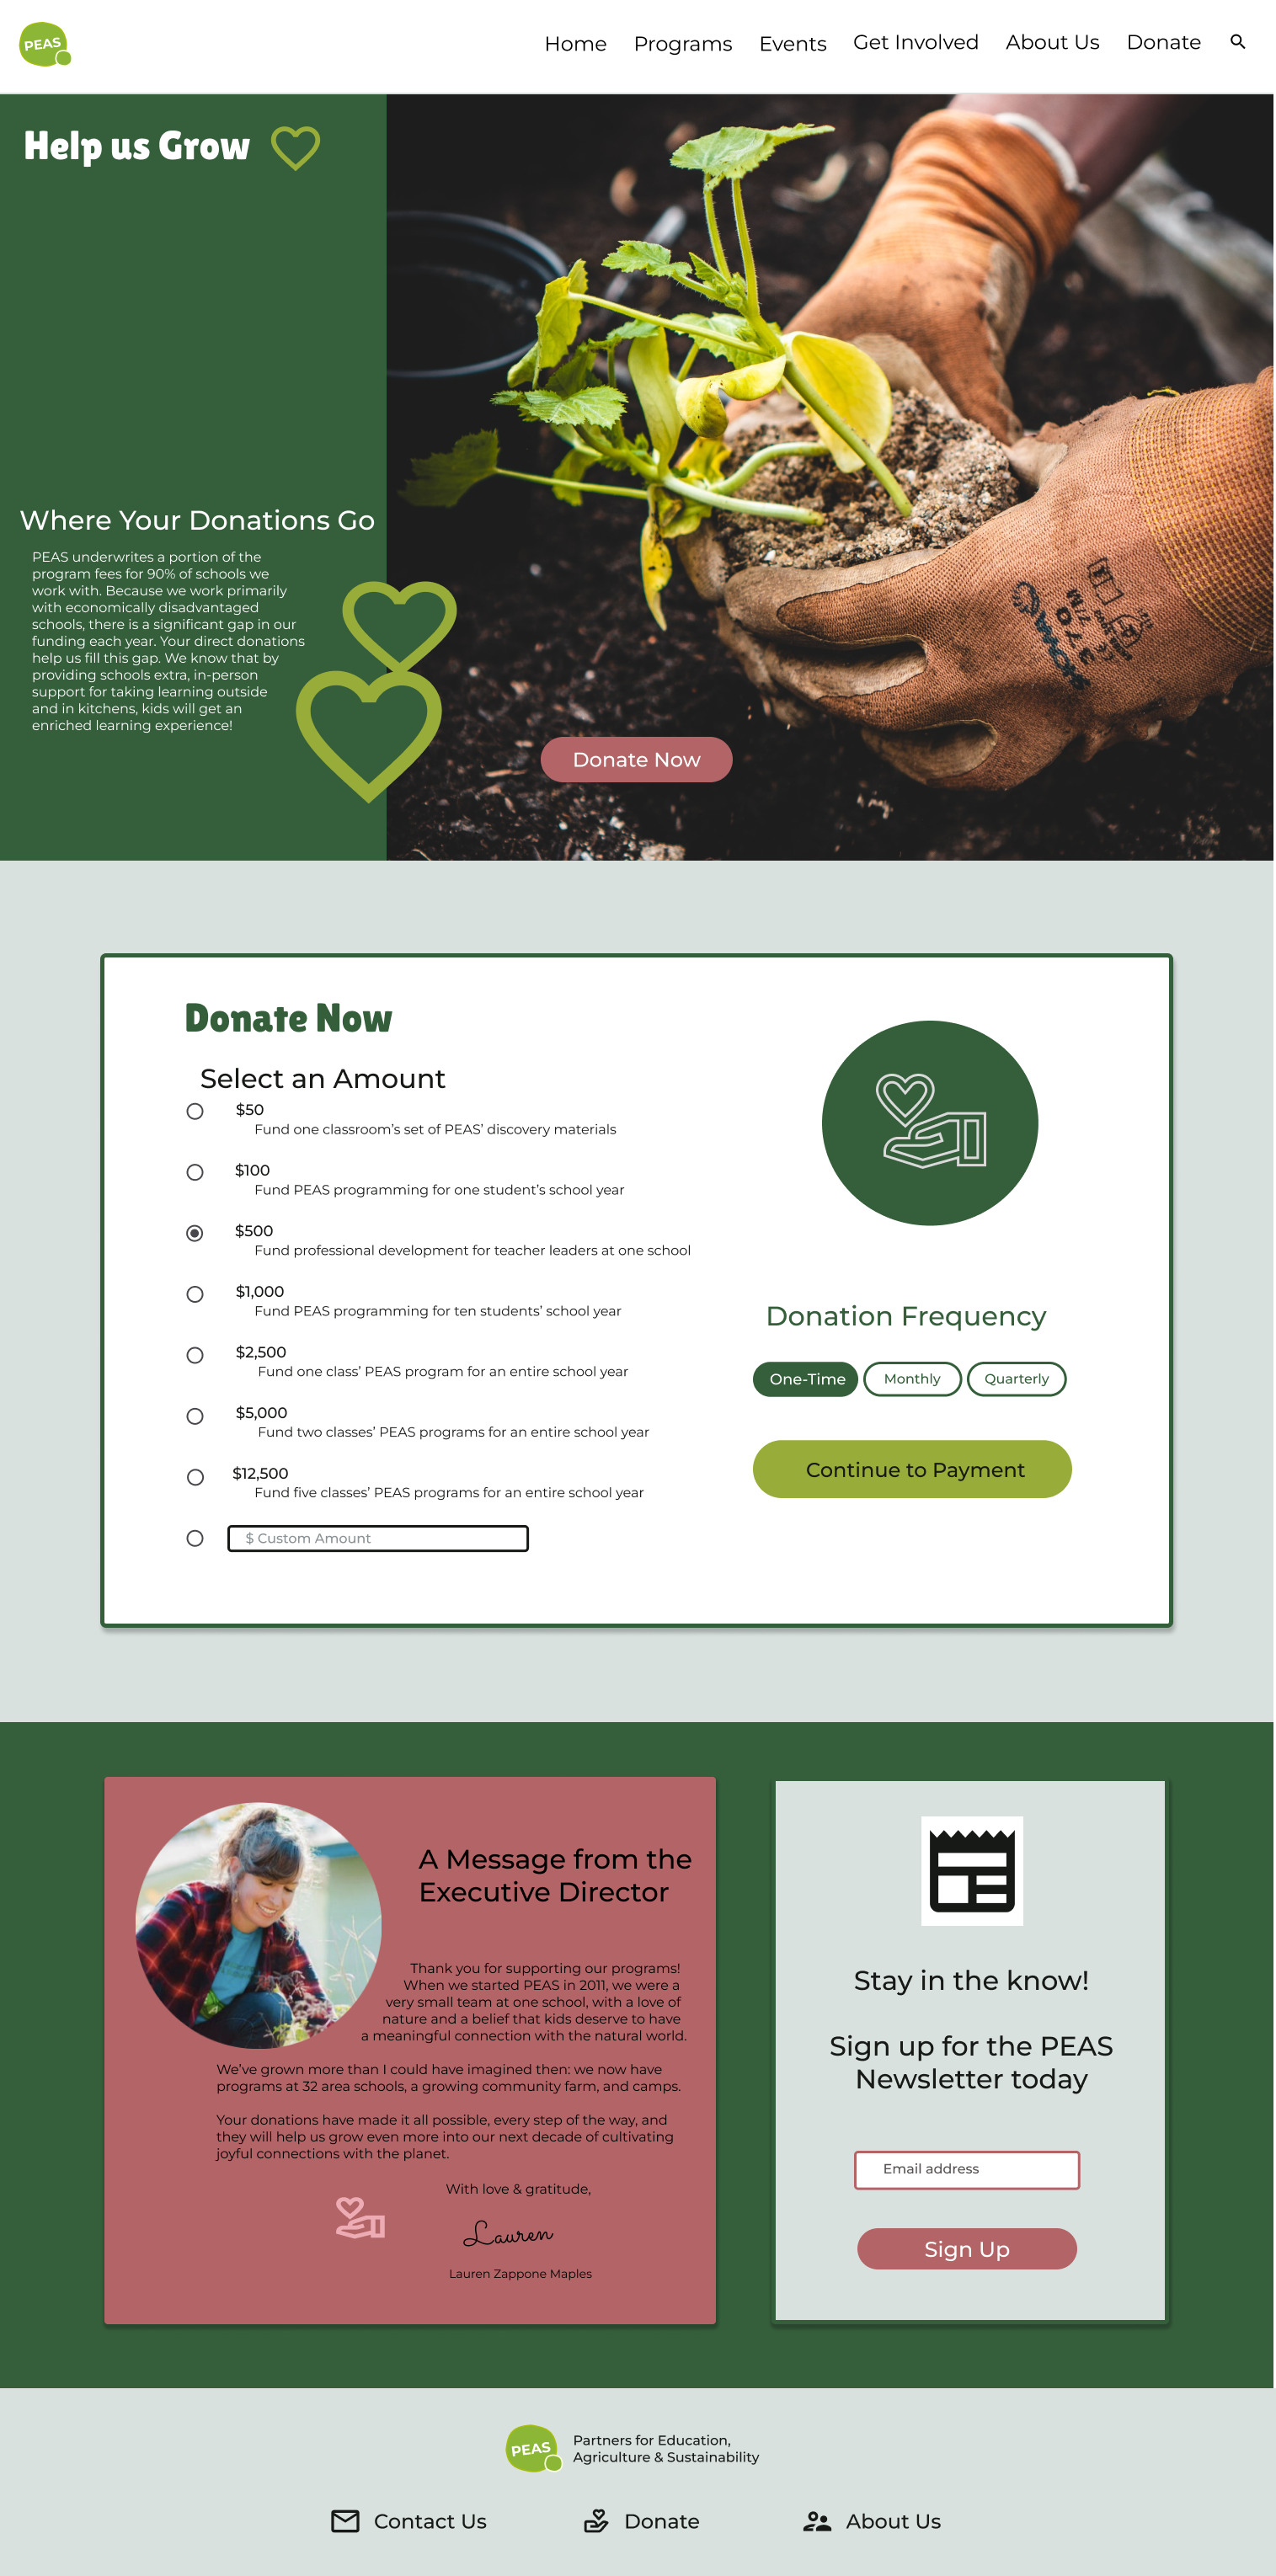 PEAS
Home Programs Events Get Involved About Us Donate
Help us Grow
Where Your Donations Go
PEAS underwrites a portion of the
program fees for 90% of schools we
work with. Because we work primarily
with economically disadvantaged
schools, there is a significant gap in our
funding each year. Your direct donations
help us fill this gap. We know that by
providing schools extra, in-person
support for taking learning outside
and in kitchens, kids will get an
enriched learning experience!
Donate Now
Donate Now
Select an Amount
$50
Fund one classroom's set of PEAS' discovery materials
$100
Fund PEAS programming for one student's school year
$500
Fund professional development for teacher leaders at one school
$1,000
Fund PEAS programming for ten students' school year
$2,500
Fund one class' PEAS program for an entire school year
$5,000
Fund two classes' PEAS programs for an entire school year
$12,500
Fund five classes' PEAS programs for an entire school year
$ Custom Amount
Donation Frequency
One-Time Monthly Quarterly
Continue to Payment
A Message from the
Executive Director
Thank you for supporting our programs!
When we started PEAS in 2011, we were a
very small team at one school, with a love of
nature and a belief that kids deserve to have
a meaningful connection with the natural world.
We've grown more than I could have imagined then: we now have
programs at 32 area schools, a growing community farm, and camps.
Your donations have made it all possible, every step of the way, and
they will help us grow even more into our next decade of cultivating
joyful connections with the planet.
With love & gratitude,
Lauren
Lauren Zappone Maples
Stay in the know!
Sign up for the PEAS
Newsletter today
Email address
Sign Up
PEAS
Partners for Education,
Agriculture & Sustainability
Contact Us Donate About Us